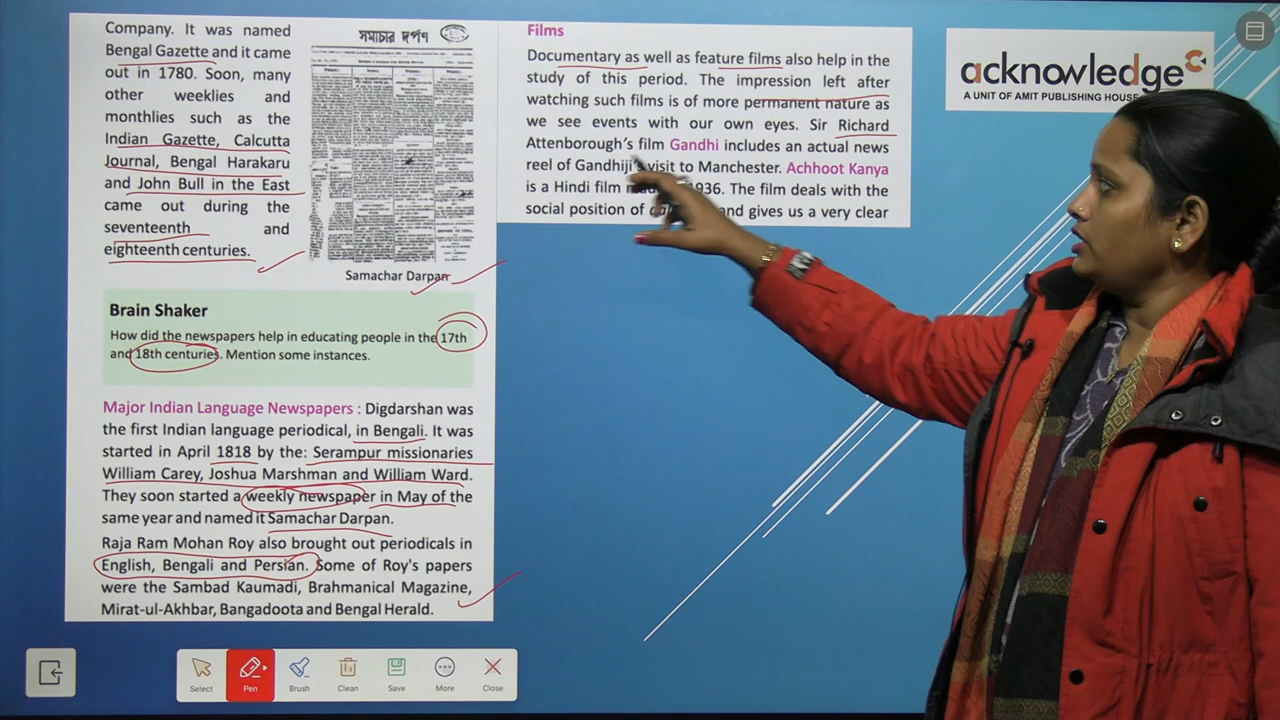 Company. It was named
Bengal Gazette and it came
out in 1780. Soon, many
other weeklies and
monthlies such as the
Indian Gazette, Calcutta
Journal, Bengal Harakaru
and John Bull in the East
came out during the
seventeenth and
eighteenth centuries.
সমাচার দর্পণ
Samachar Darpan
Brain Shaker
How did the newspapers help in educating people in the 17th
and 18th centuries. Mention some instances.
Major Indian Language Newspapers : Digdarshan was
the first Indian language periodical, in Bengali. It was
started in April 1818 by the: Serampur missionaries
William Carey, Joshua Marshman and William Ward.
They soon started a weekly newspaper in May of the
same year and named it Samachar Darpan.
Raja Ram Mohan Roy also brought out periodicals in
English, Bengali and Persian. Some of Roy's papers
were the Sambad Kaumadi, Brahmanical Magazine,
Mirat-ul-Akhbar, Bangadoota and Bengal Herald.
Films
Documentary as well as feature films also help in the
study of this period. The impression left after
watching such films is of more permanent nature as
we see events with our own eyes. Sir Richard
Attenborough's film Gandhi includes an actual news
reel of Gandhiji's visit to Manchester. Achhoot Kanya
is a Hindi film 1936. The film deals with the
social position of and gives us a very clear
acknowledge
A UNIT OF AMIT PUBLISHING HOUSE
Select
Pen
Brush
Clean
Save
More
Close